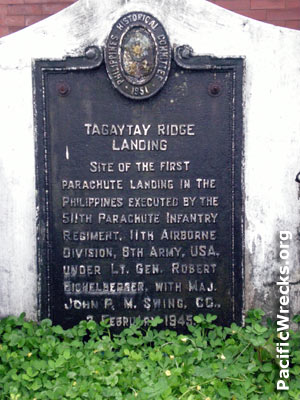 PHILIPPINES HISTORICAL COMMITTEE
1951
TAGAYTAY RIDGE
LANDING
SITE OF THE FIRST
PARACHUTE LANDING IN THE
PHILIPPINES EXECUTED BY THE
511TH PARACHUTE INFANTRY
REGIMENT, 11TH AIRBORNE
DIVISION, 8TH ARMY, USA,
UNDER LT. GEN. ROBERT
EICHELBERGER, WITH MAJ.
JOHN P. M. SWING, CG.,
3 FEBRUARY 1945.
PacificWrecks.org